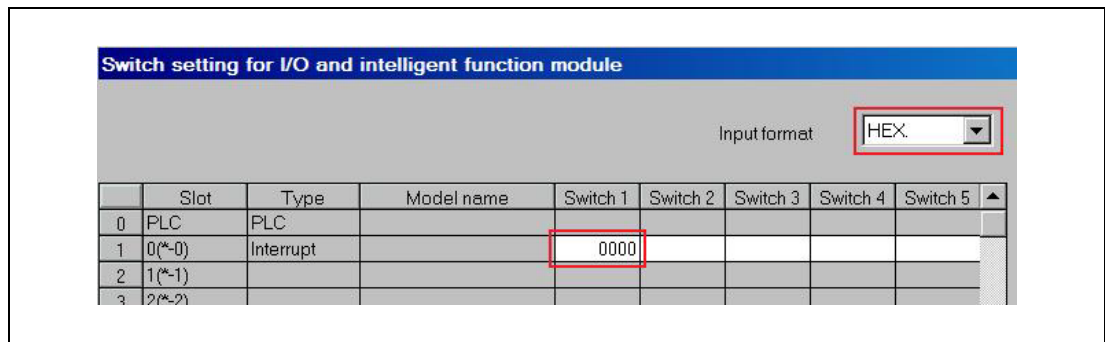 Switch setting for I/O and intelligent function module
Input format HEX.
Slot Type Model name Switch 1 Switch 2 Switch 3 Switch 4 Switch 5
0 PLC PLC
1 0(*-0) Interrupt 0000
2 1(*-1)
3 2(*-2)